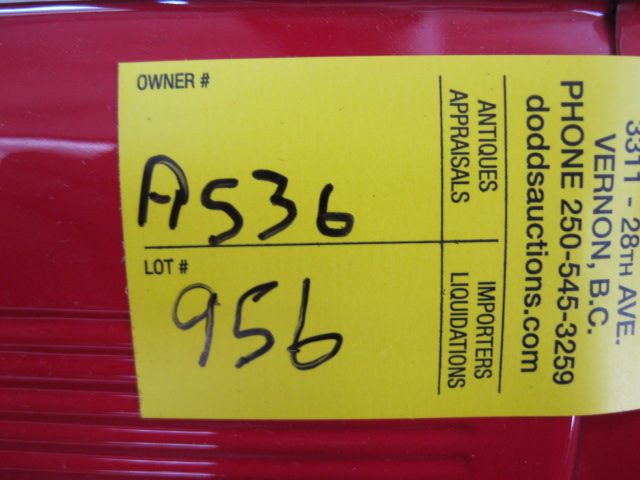 OWNER #
A536
LOT #
956
ANTIQUES
APPRAISALS
IMPORTERS
LIQUIDATIONS
3311 - 28TH AVE.
VERNON, B.C.
PHONE 250-545-3259
doddsauctions.com